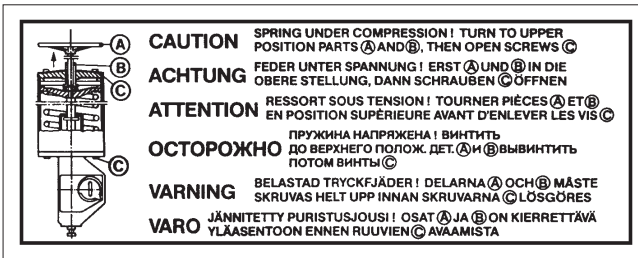 A
B
C
C
CAUTION SPRING UNDER COMPRESSION ! TURN TO UPPER
POSITION PARTS Ⓐ AND Ⓑ, THEN OPEN SCREWS Ⓒ
ACHTUNG FEDER UNTER SPANNUNG ! ERST Ⓐ UND Ⓑ IN DIE
OBERE STELLUNG, DANN SCHRAUBEN Ⓒ ÖFFNEN
ATTENTION RESSORT SOUS TENSION ! TOURNER PIÈCES Ⓐ ET Ⓑ
EN POSITION SUPÈRIEURE AVANT D'ENLEVER LES VIS Ⓒ
ОСТОРОЖНО ПРУЖИНА НАПРЯЖЕНА ! ВИНТИТЬ
ДО ВЕРХНЕГО ПОЛОЖ. ДЕТ. Ⓐ И Ⓑ ВЫВИНТИТЬ
ПОТОМ ВИНТЫ Ⓒ
VARNING BELASTAD TRYCKFJÄDER ! DELARNA Ⓐ OCH Ⓑ MÅSTE
SKRUVAS HELT UPP INNAN SKRUVARNA Ⓒ LÖSGÖRES
VARO JÄNNITETTY PURISTUSJOUSI ! OSAT Ⓐ JA Ⓑ ON KIERRETTÄVÄ
YLÄASENTOON ENNEN RUUVIEN Ⓒ AVAAMISTA